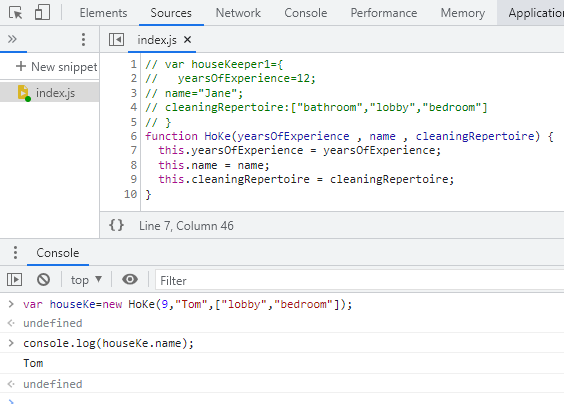 Elements Sources Network Console Performance Memory Application
» index.js ×
+ New snippet
index.js
1 // var houseKeeper1={
2 //   yearsOfExperience=12;
3 // name="Jane";
4 // cleaningRepertoire:["bathroom","lobby","bedroom"]
5 // }
6 function HoKe(yearsOfExperience , name , cleaningRepertoire) {
7   this.yearsOfExperience = yearsOfExperience;
8   this.name = name;
9   this.cleaningRepertoire = cleaningRepertoire;
10 }
{} Line 7, Column 46
Console
top ▼ Filter
> var houseKe=new HoKe(9,"Tom",["lobby","bedroom"]);
undefined
> console.log(houseKe.name);
Tom
undefined